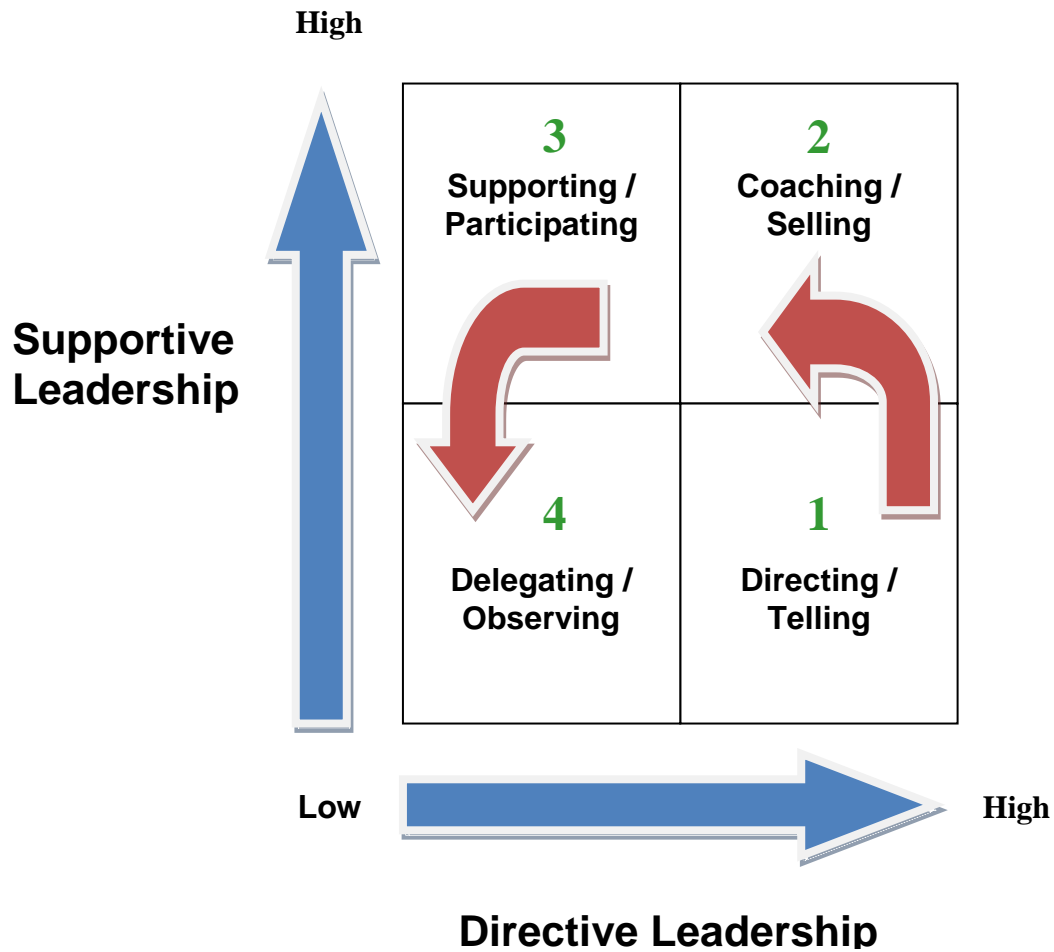 High
3
Supporting /
Participating
2
Coaching /
Selling
Supportive
Leadership
4
Delegating /
Observing
1
Directing /
Telling
Low
High
Directive Leadership